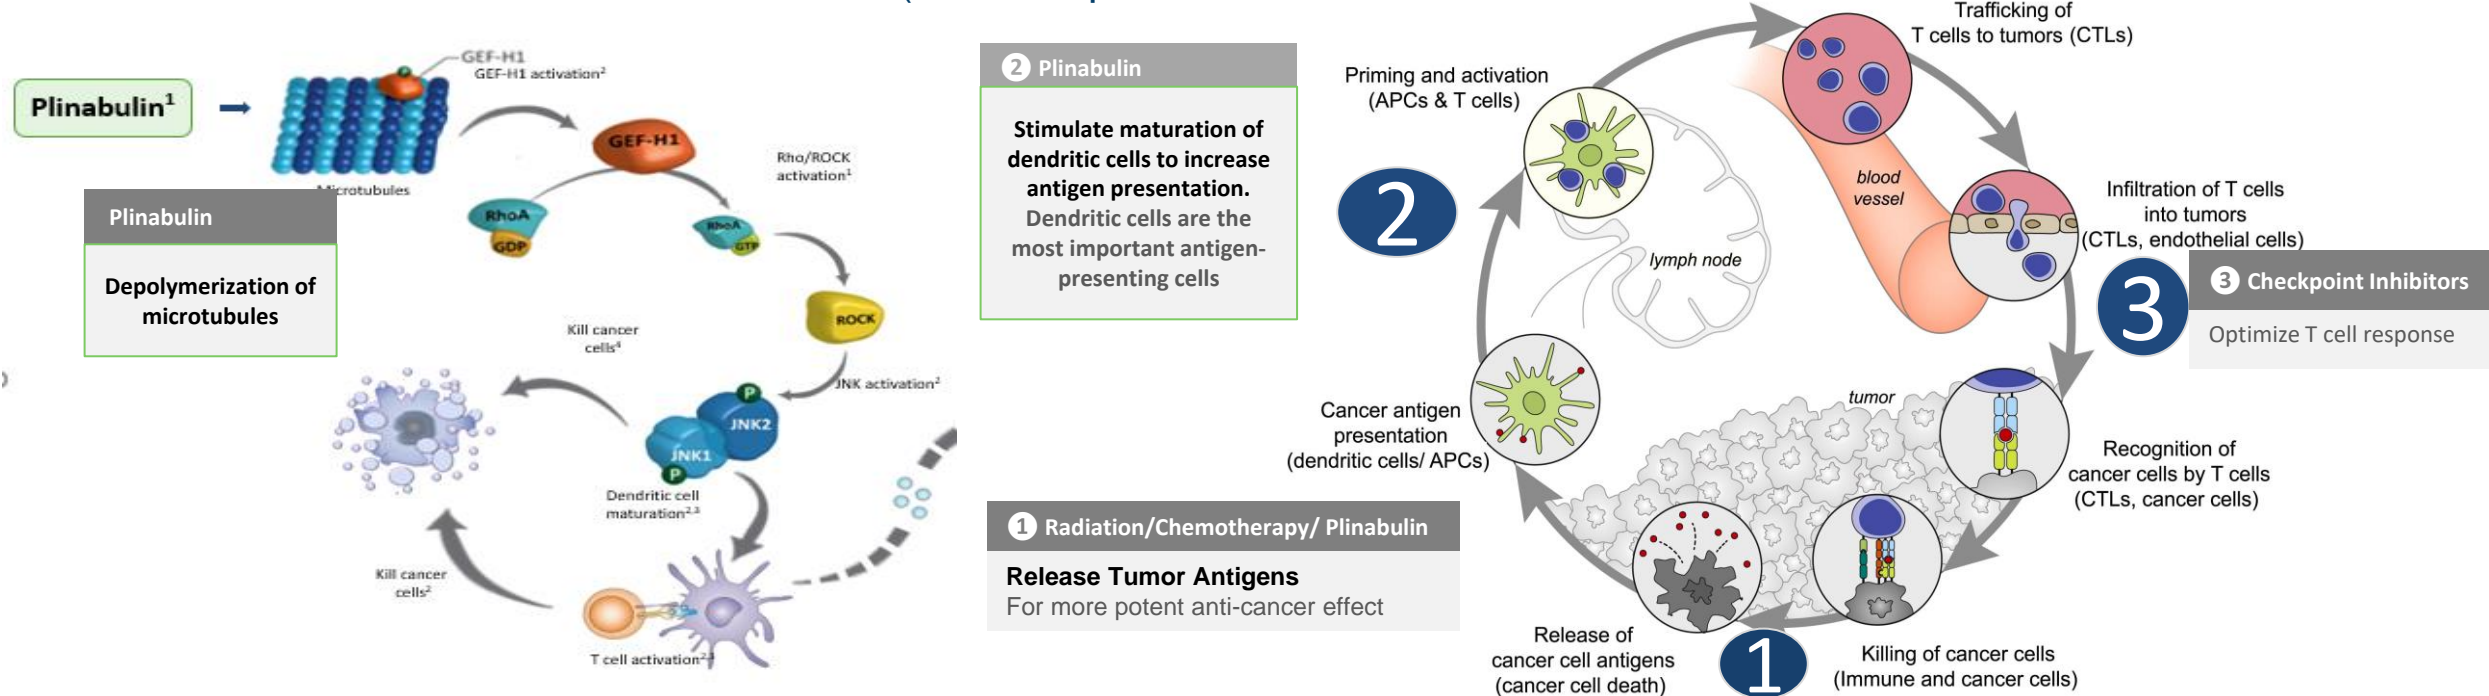 GEF-H1
GEF-H1 activation²
Plinabulin¹
P
GEF-H1
Rho/ROCK
activation¹
Microtubules
RhoA
GDP
RhoA
GTP
Plinabulin
Depolymerization of
microtubules
ROCK
Kill cancer
cells⁴
JNK activation²
P
JNK2
JNK1
P
Dendritic cell
maturation²,³
Kill cancer
cells²
T cell activation²,³
❷ Plinabulin
Stimulate maturation of
dendritic cells to increase
antigen presentation.
Dendritic cells are the
most important antigen-
presenting cells
❶ Radiation/Chemotherapy/ Plinabulin
Release Tumor Antigens
For more potent anti-cancer effect
Trafficking of
T cells to tumors (CTLs)
Priming and activation
(APCs & T cells)
2
blood
vessel
lymph node
Infiltration of T cells
into tumors
(CTLs, endothelial cells)
3
❸ Checkpoint Inhibitors
Optimize T cell response
Cancer antigen
presentation
(dendritic cells/ APCs)
tumor
Recognition of
cancer cells by T cells
(CTLs, cancer cells)
Release of
cancer cell antigens
(cancer cell death)
1
Killing of cancer cells
(Immune and cancer cells)